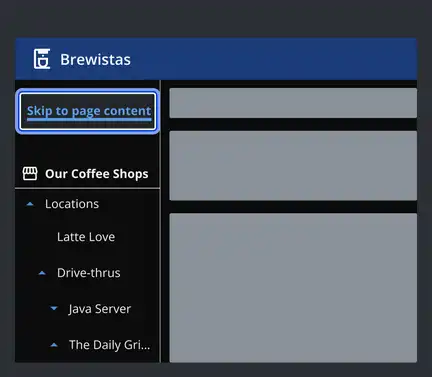 Brewistas
Skip to page content
Our Coffee Shops
Locations
Latte Love
Drive-thrus
Java Server
The Daily Gri...